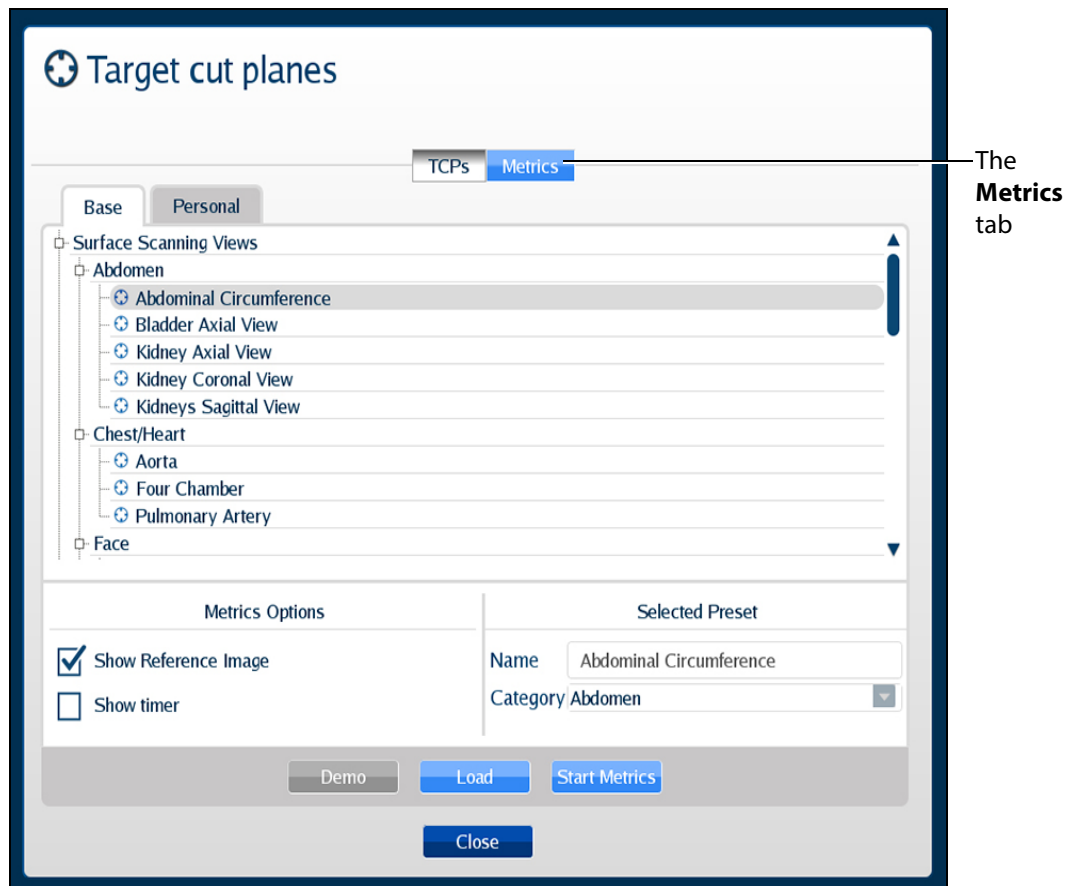 Target cut planes
TCPs Metrics
The
Metrics
tab
Base Personal
Surface Scanning Views
Abdomen
Abdominal Circumference
Bladder Axial View
Kidney Axial View
Kidney Coronal View
Kidneys Sagittal View
Chest/Heart
Aorta
Four Chamber
Pulmonary Artery
Face
Metrics Options
Selected Preset
Show Reference Image
Name Abdominal Circumference
Show timer
Category Abdomen
Demo Load Start Metrics
Close